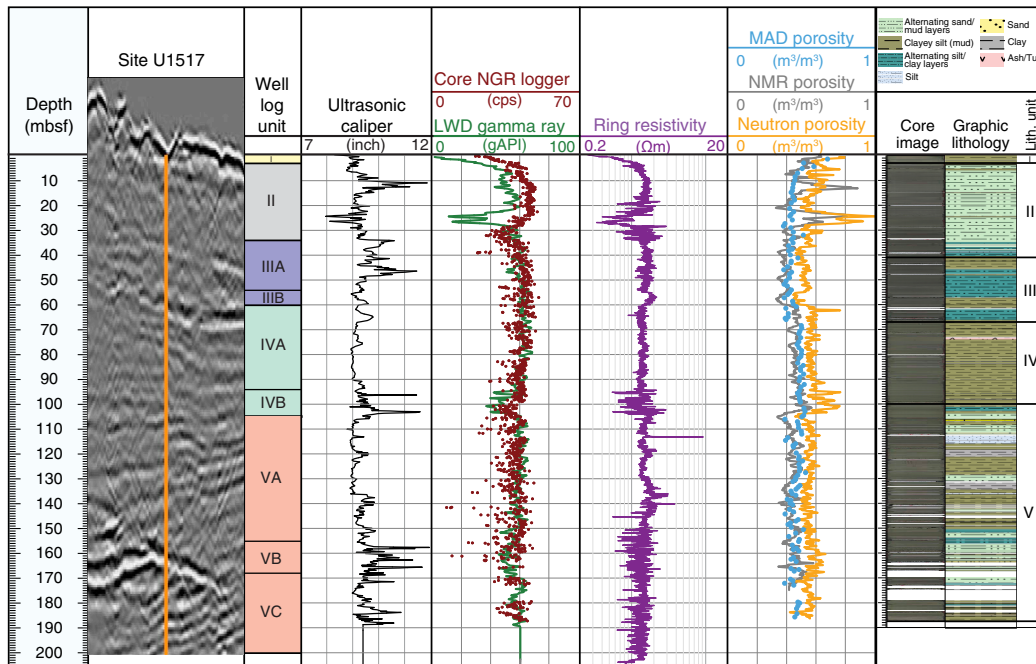 Alternating sand/
mud layers
Sand
Clayey silt (mud)
Clay
Alternating silt/
clay layers
Ash/Tu
Silt
Site U1517
Depth
(mbsf)
Well
log
unit
Ultrasonic
caliper
7 (inch) 12
Core NGR logger
0 (cps) 70
LWD gamma ray
0 (gAPI) 100
Ring resistivity
0.2 (Ωm) 20
MAD porosity
0 (m³/m³) 1
NMR porosity
0 (m³/m³) 1
Neutron porosity
0 (m³/m³) 1
Core
image
Graphic
lithology
Lith. unit
10
20
30
40
50
60
70
80
90
100
110
120
130
140
150
160
170
180
190
200
I
II
IIIA
IIIB
IVA
IVB
VA
VB
VC
II
III
IV
V